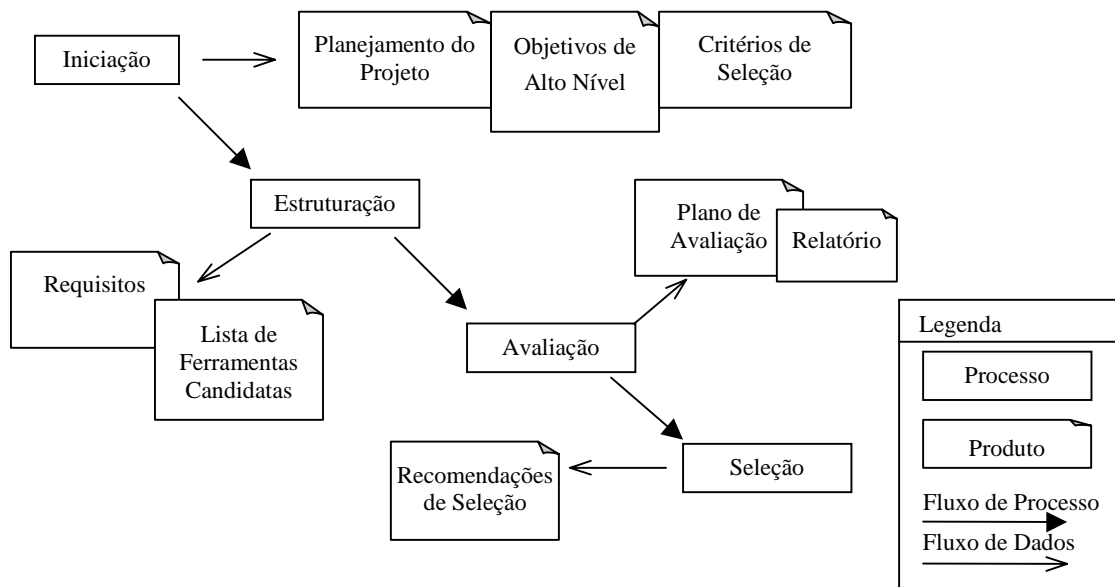 Iniciação
Planejamento do
Projeto
Objetivos de
Alto Nível
Critérios de
Seleção
Estruturação
Plano de
Avaliação
Relatório
Requisitos
Lista de
Ferramentas
Candidatas
Avaliação
Recomendações
de Seleção
Seleção
Legenda
Processo
Produto
Fluxo de Processo
Fluxo de Dados